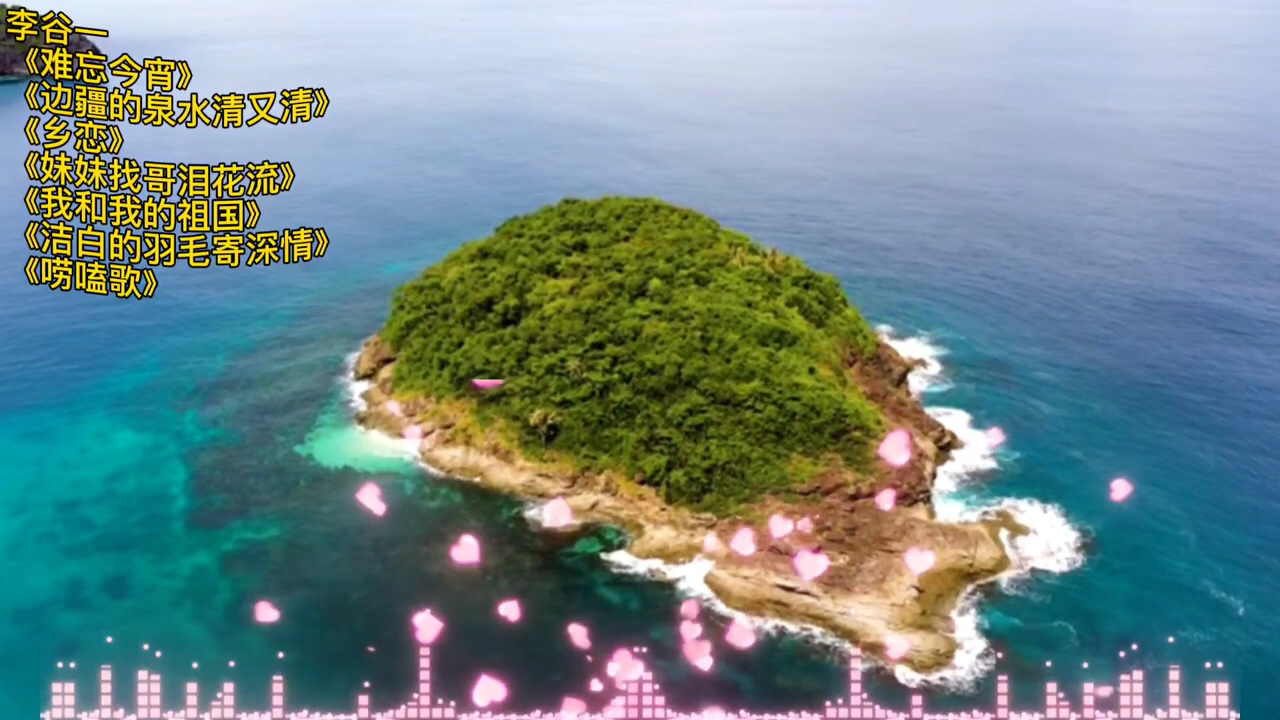 李谷一
《难忘今宵》
《边疆的泉水清又清》
《乡恋》
《妹妹找哥泪花流》
《我和我的祖国》
《洁白的羽毛寄深情》
《唠嗑歌》